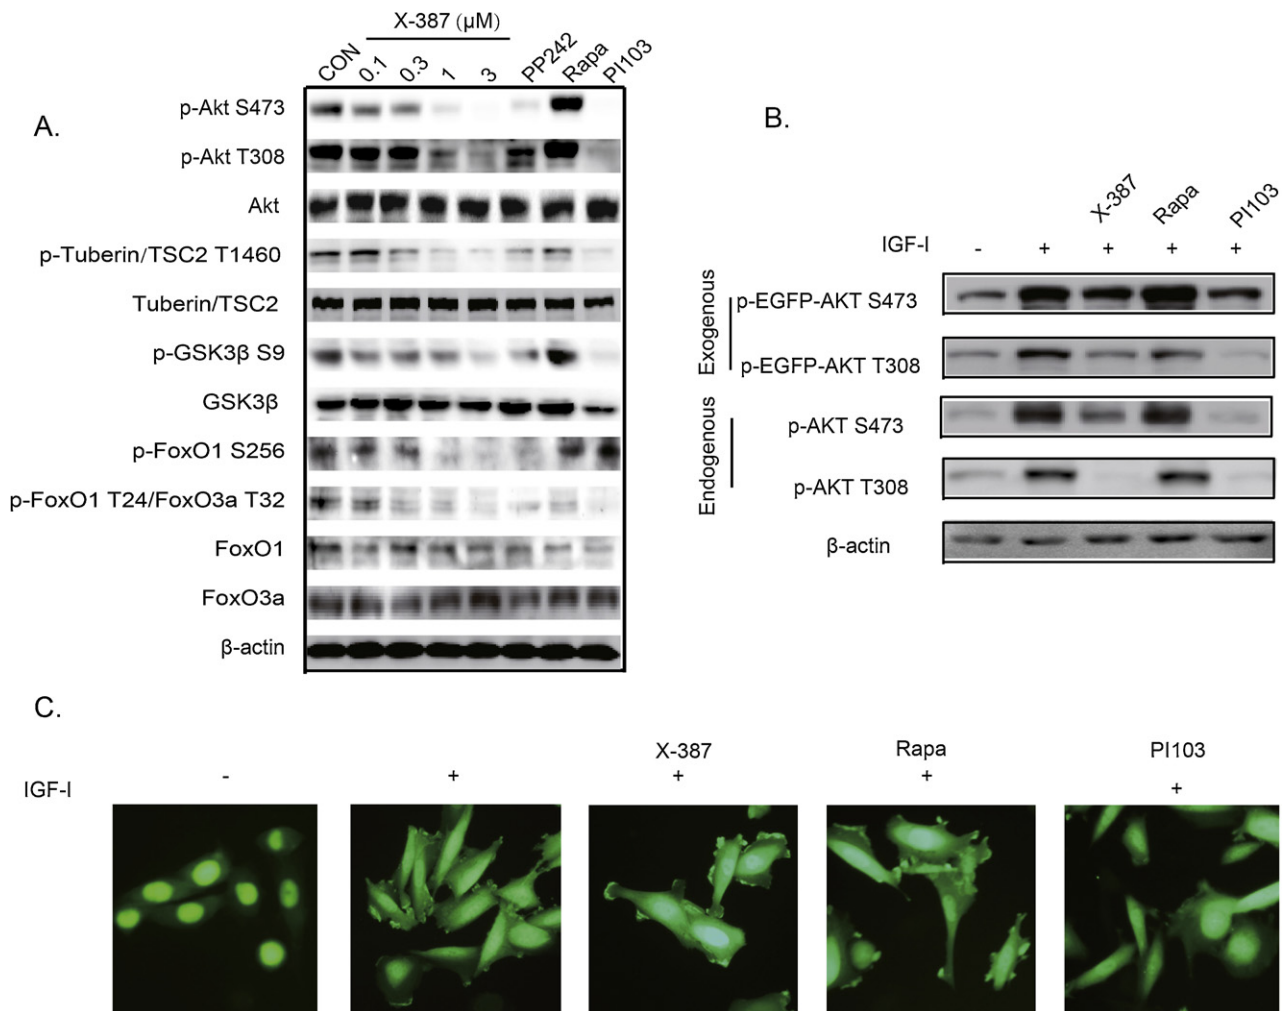 A.
X-387 (μM)
CON 0.1 0.3 1 3 PP242 Rapa PI103
p-Akt S473
p-Akt T308
Akt
p-Tuberin/TSC2 T1460
Tuberin/TSC2
p-GSK3β S9
GSK3β
p-FoxO1 S256
p-FoxO1 T24/FoxO3a T32
FoxO1
FoxO3a
β-actin
B.
X-387 Rapa PI103
IGF-I - + + + +
Exogenous
p-EGFP-AKT S473
p-EGFP-AKT T308
Endogenous
p-AKT S473
p-AKT T308
β-actin
C.
X-387 Rapa PI103
IGF-I - + + + +